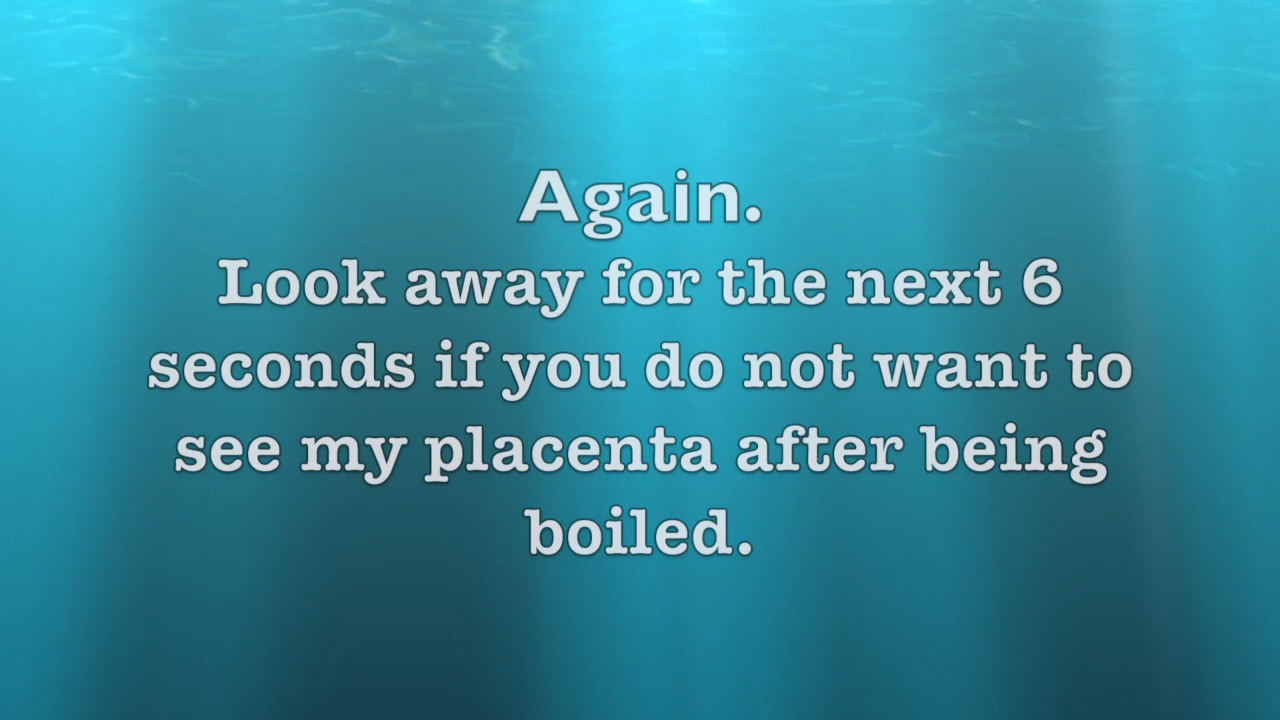 Again.
Look away for the next 6
seconds if you do not want to
see my placenta after being
boiled.